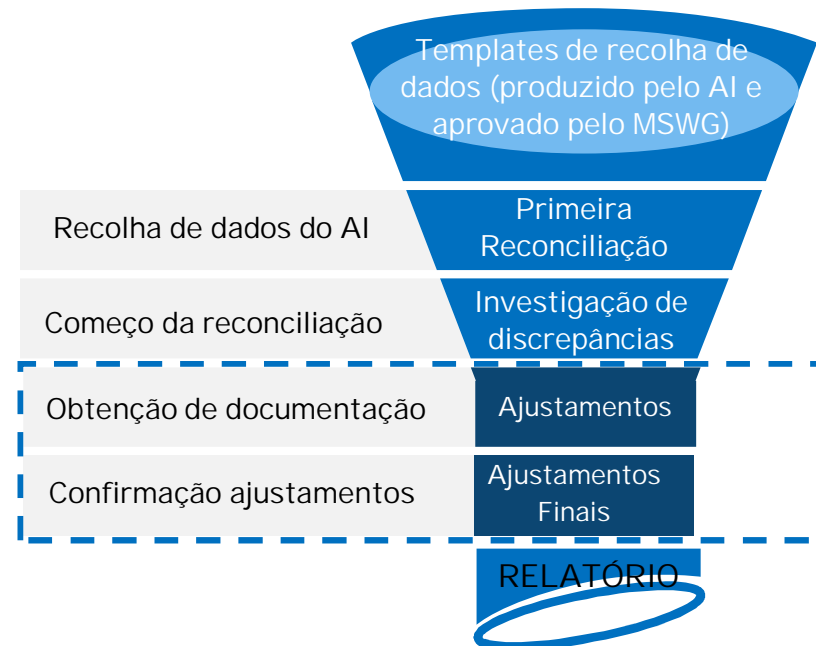 Templates de recolha de
dados (produzido pelo AI e
aprovado pelo MSWG)
Recolha de dados do AI
Primeira
Reconciliação
Começo da reconciliação
Investigação de
discrepâncias
Obtenção de documentação
Ajustamentos
Confirmação ajustamentos
Ajustamentos
Finais
RELATÓRIO